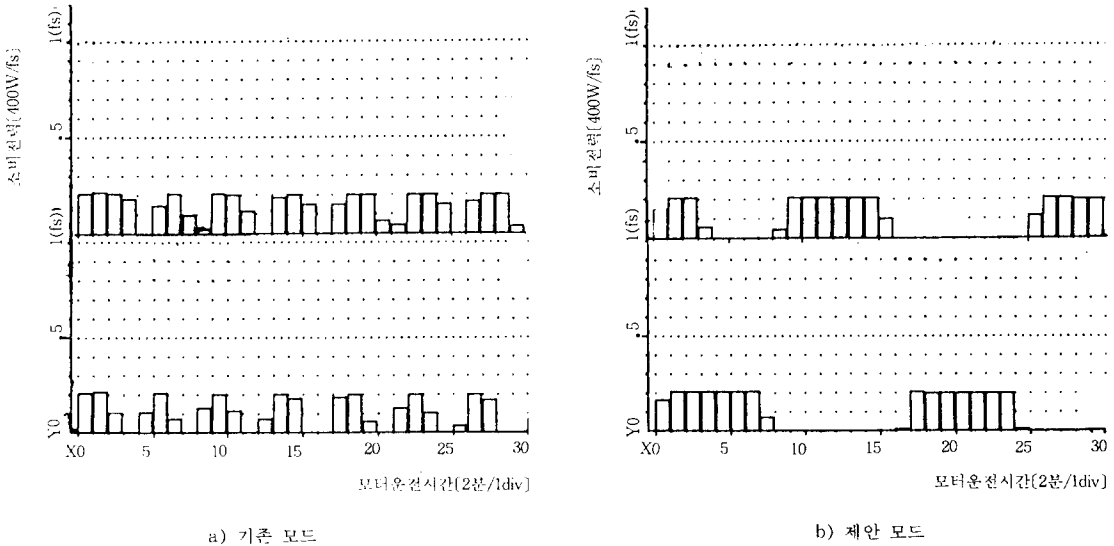 소비전력[400W/fs]
1(fs)
.5
1(fs)
.5
Y0
X0 5 10 15 20 25 30
모터운전시간[2분/1div]
a) 기존 모드
소비전력[400W/fs]
1(fs)
.5
1(fs)
.5
Y0
X0 5 10 15 20 25 30
모터운전시간[2분/1div]
b) 제안 모드